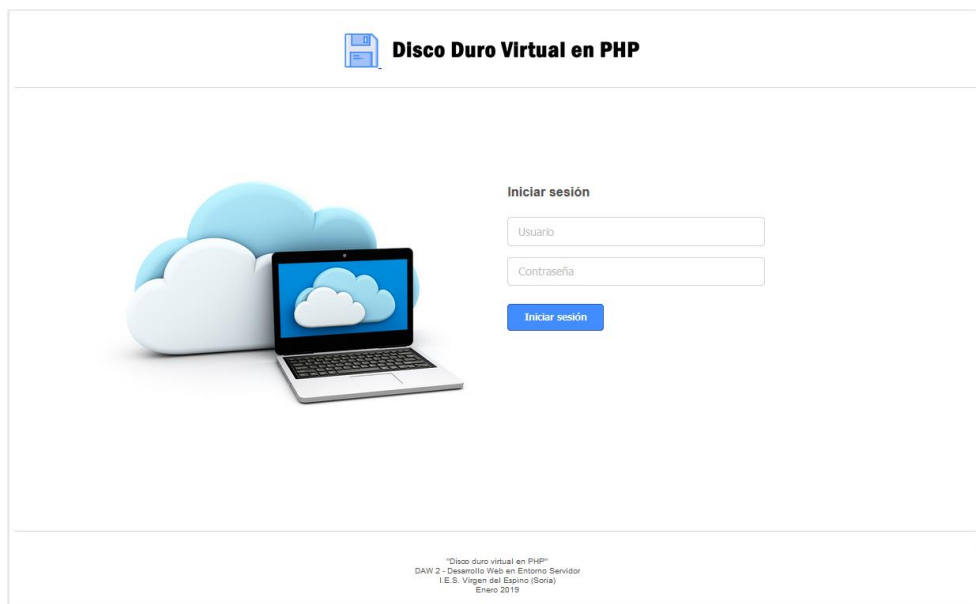 Disco Duro Virtual en PHP
Iniciar sesión
Usuario
Contraseña
Iniciar sesión
"Disco duro virtual en PHP"
DAW 2 - Desarrollo Web en Entorno Servidor
I.E.S. Virgen del Espino (Soria)
Enero 2019